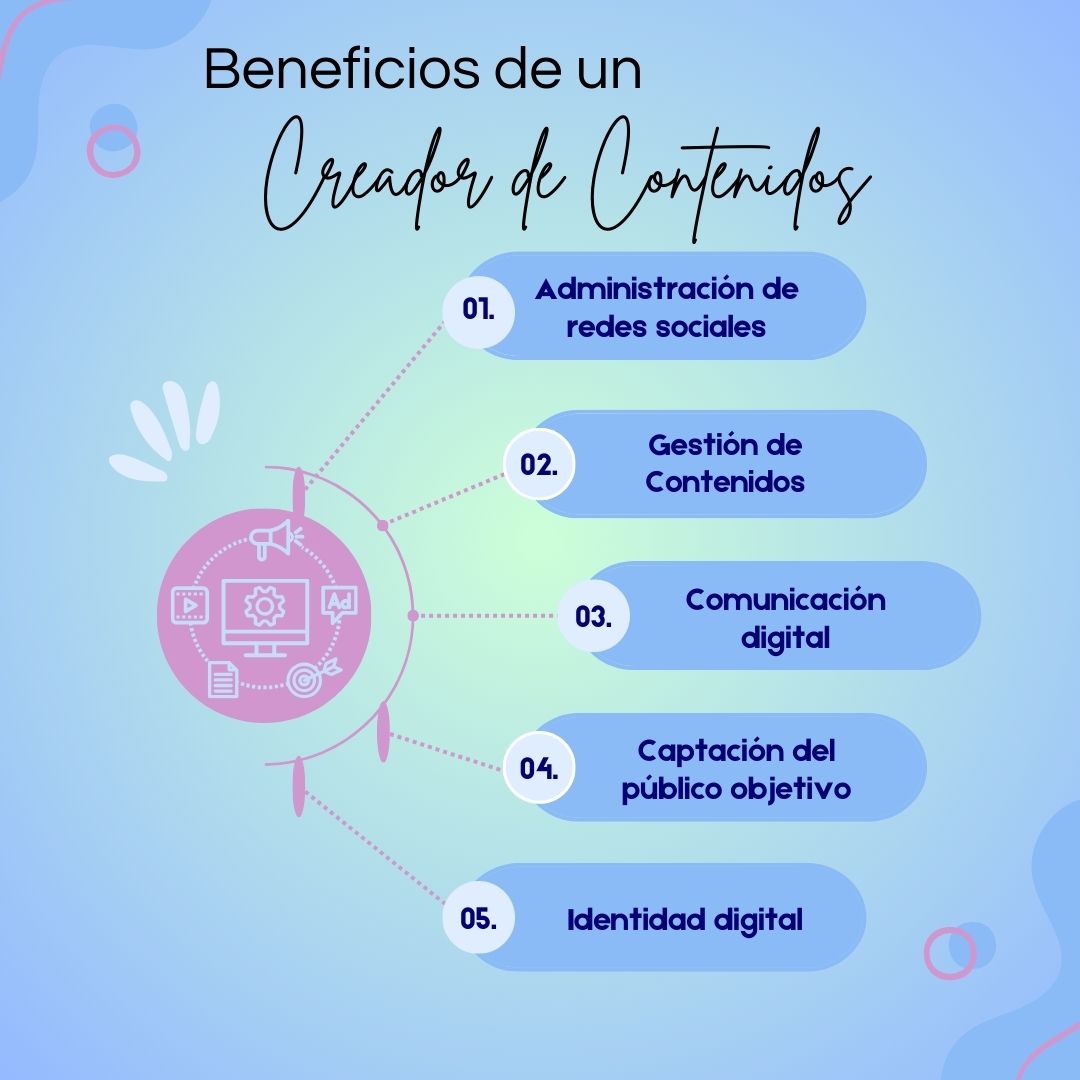 Beneficios de un
Creador de Contenidos
01.
Administración de
redes sociales
02.
Gestión de
Contenidos
03.
Comunicación
digital
Ad
04.
Captación del
público objetivo
05.
Identidad digital